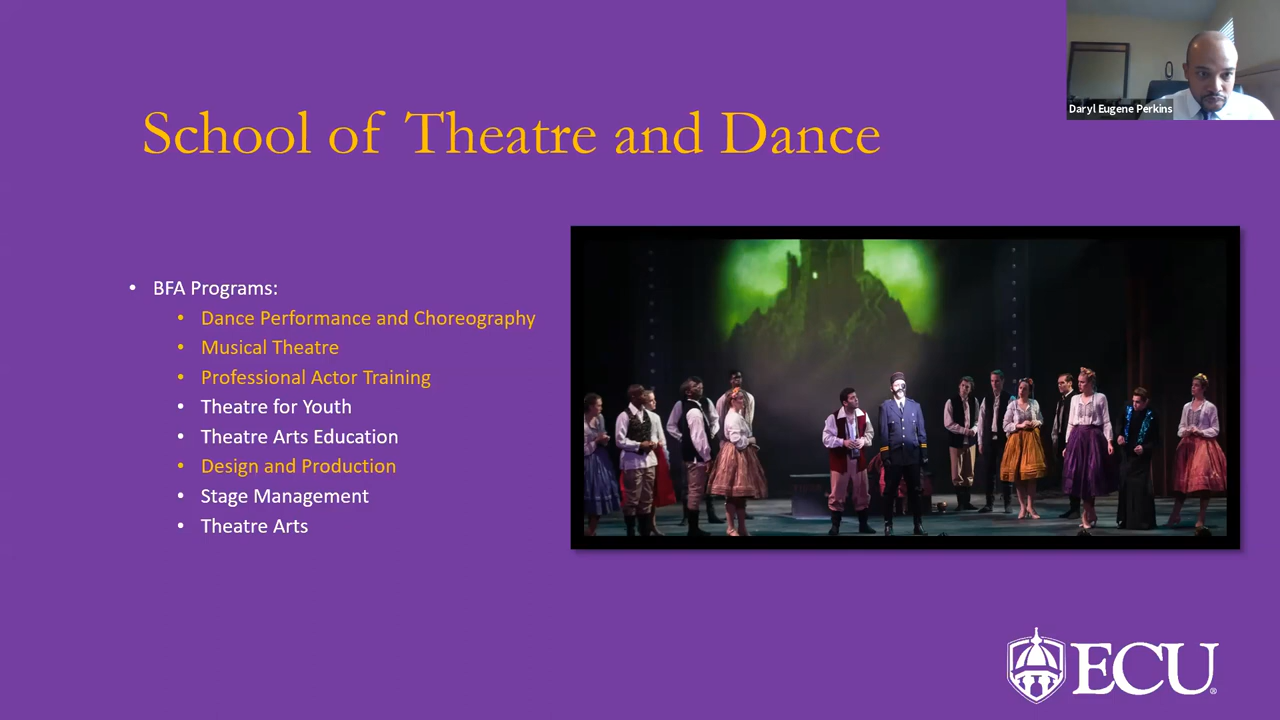 Daryl Eugene Perkins
School of Theatre and Dance
• BFA Programs:
• Dance Performance and Choreography
• Musical Theatre
• Professional Actor Training
• Theatre for Youth
• Theatre Arts Education
• Design and Production
• Stage Management
• Theatre Arts
ECU®